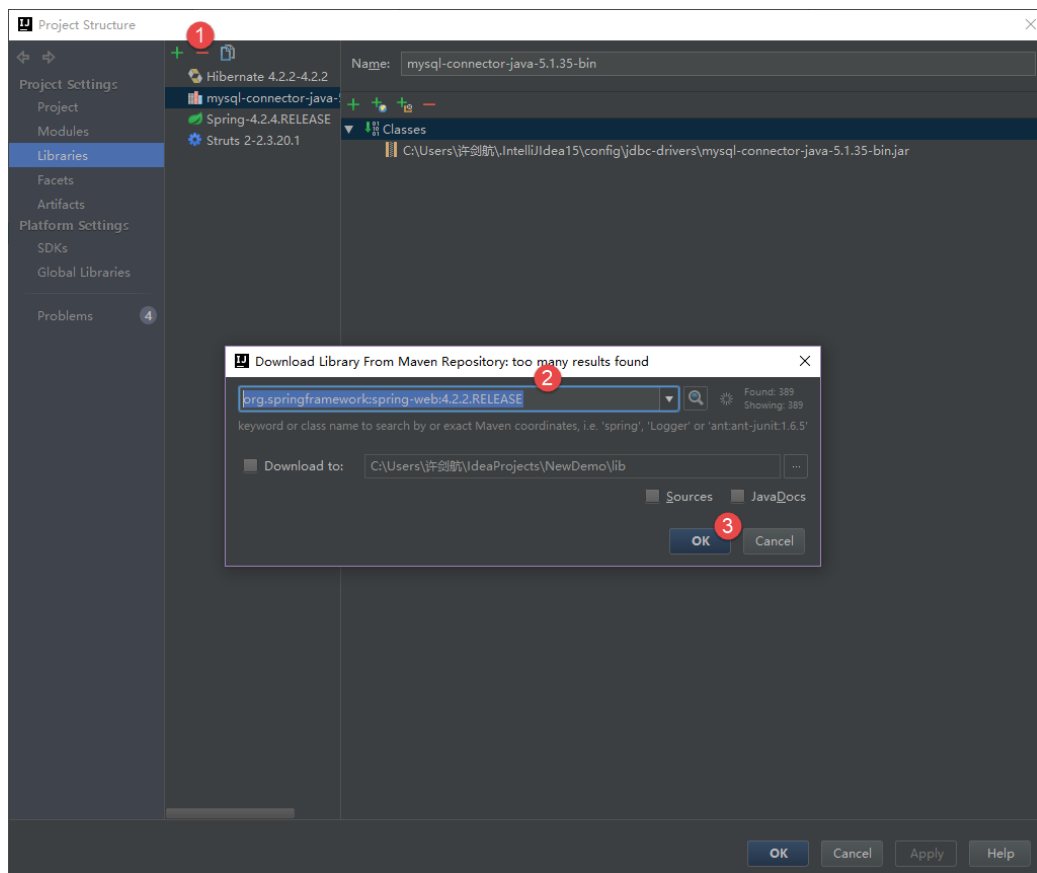 Project Structure
1
Project Settings
Project
Modules
Libraries
Facets
Artifacts
Platform Settings
SDKs
Global Libraries
Problems
4
Hibernate 4.2.2-4.2.2
mysql-connector-java-5
Spring-4.2.4.RELEASE
Struts 2-2.3.20.1
Name: mysql-connector-java-5.1.35-bin
Classes
C:\Users\许剑航\.IntelliJIdea15\config\jdbc-drivers\mysql-connector-java-5.1.35-bin.jar
Download Library From Maven Repository: too many results found
2
org.springframework:spring-web:4.2.2.RELEASE
Found: 389
Showing: 389
keyword or class name to search by or exact Maven coordinates, i.e. 'spring', 'Logger' or 'ant:ant-junit:1.6.5'
Download to: C:\Users\许剑航\IdeaProjects\NewDemo\lib ...
Sources JavaDocs
3
OK Cancel
OK Cancel Apply Help